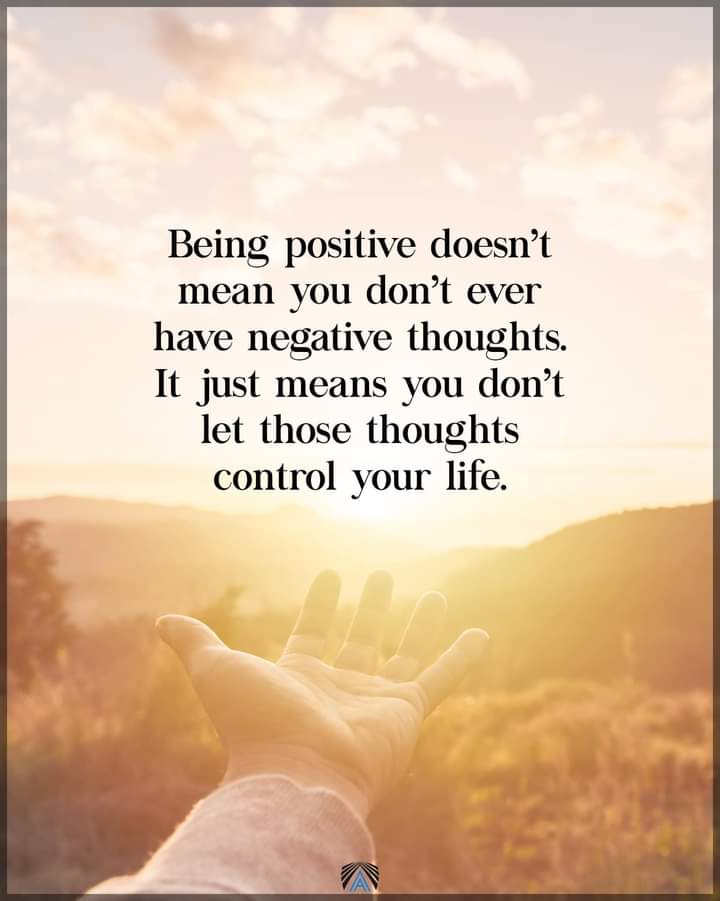 Being positive doesn’t
mean you don’t ever
have negative thoughts.
It just means you don’t
let those thoughts
control your life.